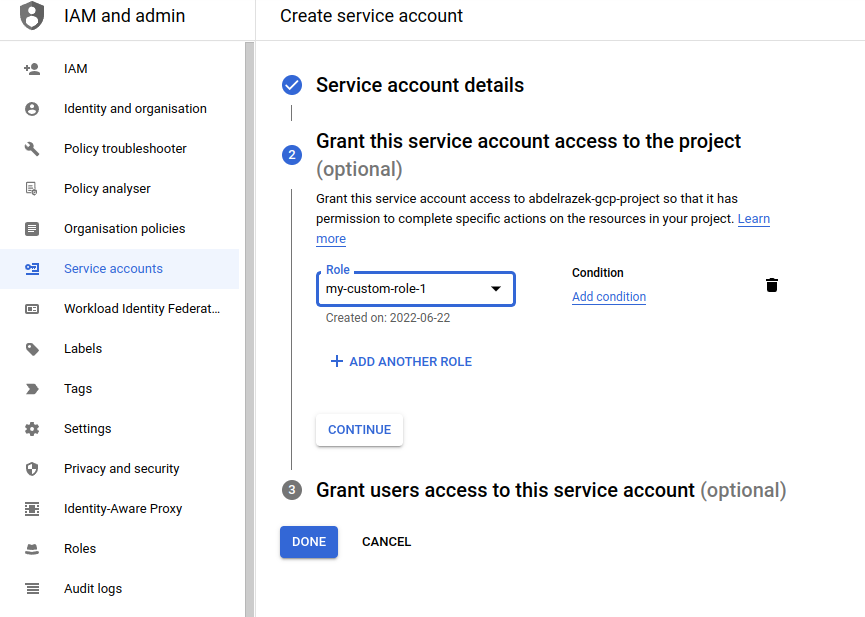 IAM and admin
IAM
Identity and organisation
Policy troubleshooter
Policy analyser
Organisation policies
Service accounts
Workload Identity Federat...
Labels
Tags
Settings
Privacy and security
Identity-Aware Proxy
Roles
Audit logs
Create service account
Service account details
2
Grant this service account access to the project
(optional)
Grant this service account access to abdelrazek-gcp-project so that it has
permission to complete specific actions on the resources in your project. Learn
more
Role
my-custom-role-1
Created on: 2022-06-22
Condition
Add condition
ADD ANOTHER ROLE
CONTINUE
3
Grant users access to this service account (optional)
DONE
CANCEL